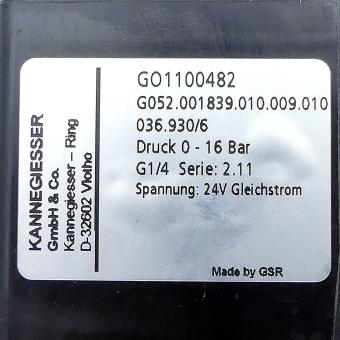 KANNEGIESSER
GmbH & Co.
Kannegiesser – Ring
D-32602 Vlotho
GO1100482
G052.001839.010.009.010
036.930/6
Druck 0 - 16 Bar
G1/4 Serie: 2.11
Spannung: 24V Gleichstrom
Made by GSR